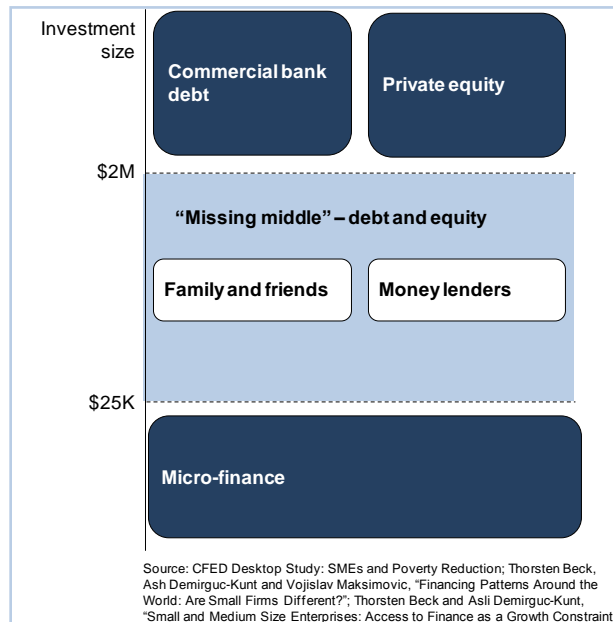 Investment
size
Commercial bank
debt
Private equity
$2M
“Missing middle” – debt and equity
Family and friends
Money lenders
$25K
Micro-finance
Source: CFED Desktop Study: SMEs and Poverty Reduction; Thorsten Beck,
Ash Demirguc-Kunt and Vojislav Maksimovic, “Financing Patterns Around the
World: Are Small Firms Different?”; Thorsten Beck and Asli Demirguc-Kunt,
“Small and Medium Size Enterprises: Access to Finance as a Growth Constraint